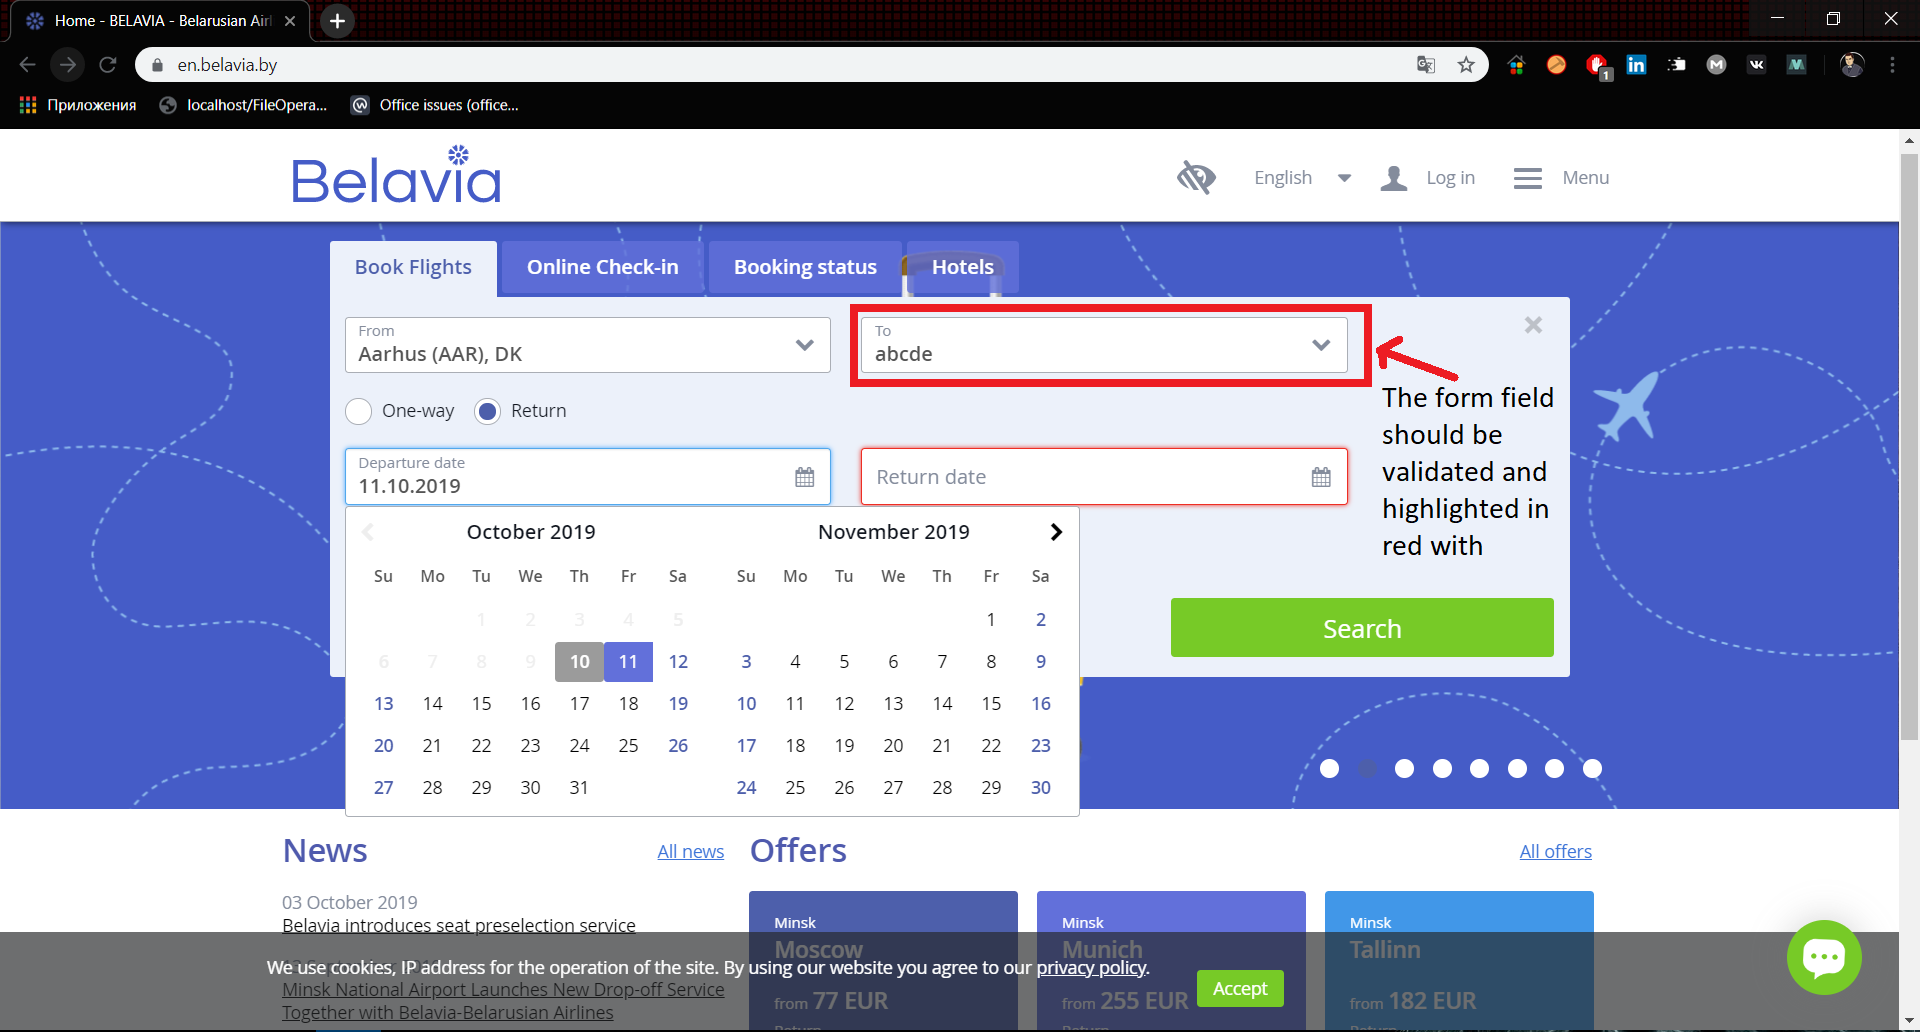 Home - BELAVIA - Belarusian Airl
en.belavia.by
1
Приложения
localhost/FileOpera...
Office issues (office...
Belavia
English
Log in
Menu
Book Flights
Online Check-in
Booking status
Hotels
From
Aarhus (AAR), DK
To
abcde
One-way
Return
The form field
should be
validated and
highlighted in
red with
Departure date
11.10.2019
Return date
October 2019
November 2019
Su Mo Tu We Th Fr Sa
Su Mo Tu We Th Fr Sa
1 2 3 4 5
1 2
6 7 8 9 10 11 12
3 4 5 6 7 8 9
13 14 15 16 17 18 19
10 11 12 13 14 15 16
20 21 22 23 24 25 26
17 18 19 20 21 22 23
27 28 29 30 31
24 25 26 27 28 29 30
Search
News
All news
Offers
All offers
03 October 2019
Belavia introduces seat preselection service
Minsk National Airport Launches New Drop-off Service
Together with Belavia-Belarusian Airlines
Minsk
Moscow
from 77 EUR
Minsk
Munich
from 255 EUR
Minsk
Tallinn
from 182 EUR
We use cookies, IP address for the operation of the site. By using our website you agree to our privacy policy.
Accept